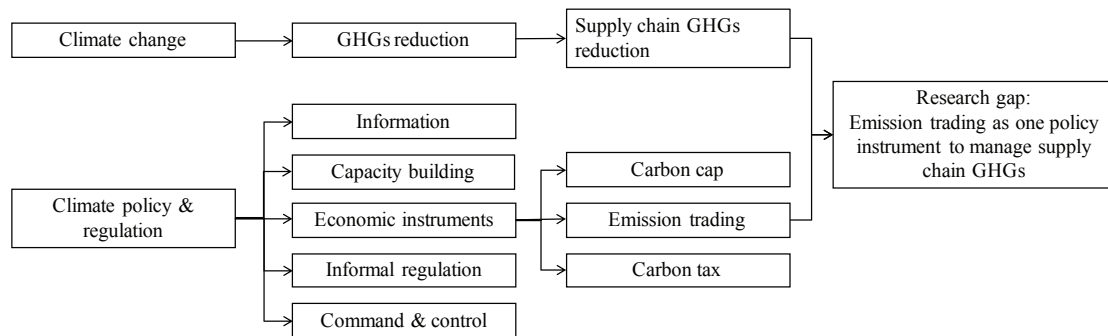 Climate change
GHGs reduction
Supply chain GHGs
reduction
Research gap:
Emission trading as one policy
instrument to manage supply
chain GHGs
Information
Capacity building
Climate policy &
regulation
Economic instruments
Informal regulation
Command & control
Carbon cap
Emission trading
Carbon tax